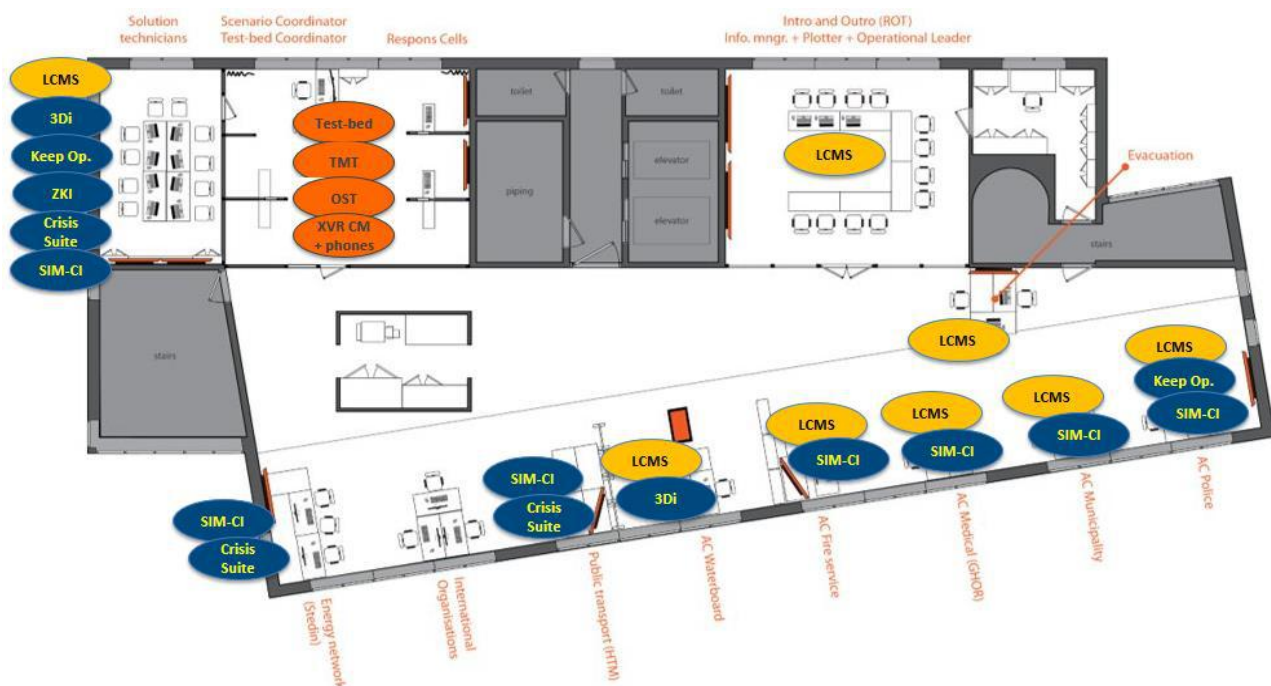 Solution
technicians
Scenario Coordinator
Test-bed Coordinator
Respons Cells
Intro and Outro (ROT)
Info. mngr. + Plotter + Operational Leader
LCMS
3Di
Keep Op.
ZKI
Crisis
Suite
SIM-CI
Test-bed
TMT
OST
XVR CM
+ phones
toilet
piping
toilet
elevator
elevator
LCMS
Evacuation
stairs
stairs
LCMS
LCMS
Keep Op.
SIM-CI
LCMS
SIM-CI
LCMS
SIM-CI
LCMS
SIM-CI
LCMS
3Di
SIM-CI
Crisis
Suite
SIM-CI
Crisis
Suite
Energy network
(Stedin)
International
Organisations
Public transport (HTM)
AC Waterboard
AC Fire service
AC Medical (GHOR)
AC Municipality
AC Police